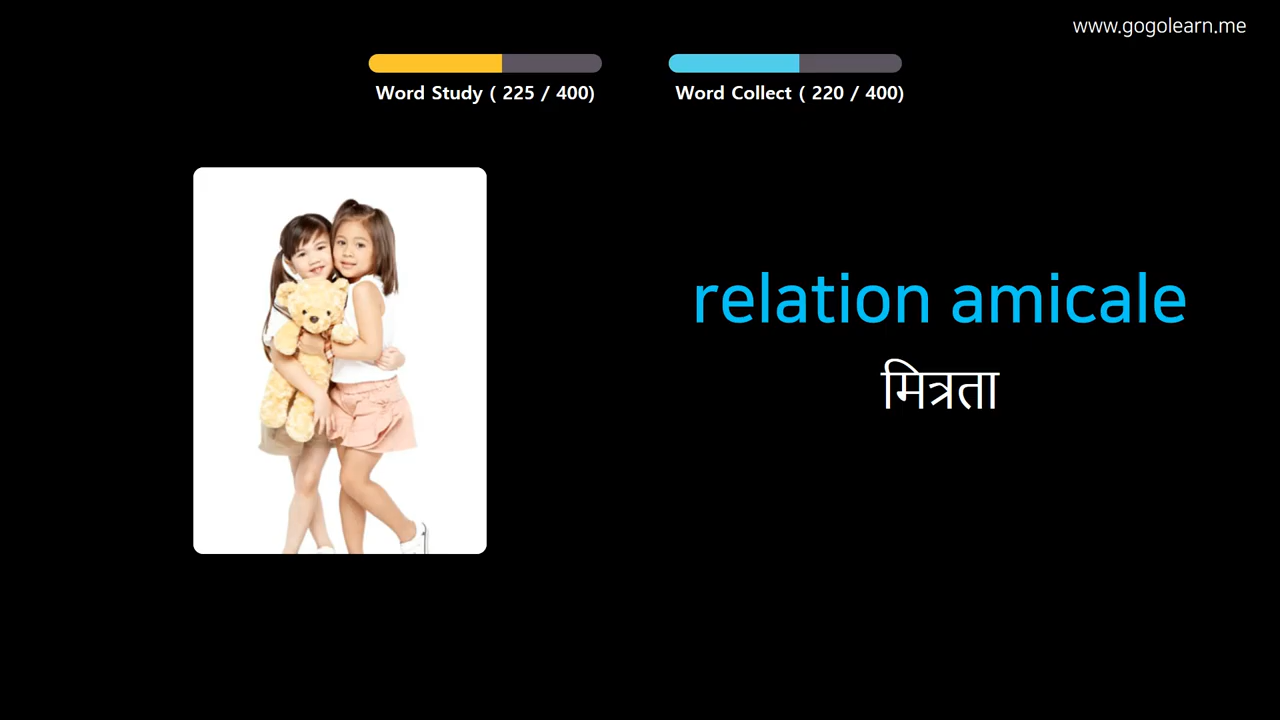 www.gogolearn.me
Word Study ( 225 / 400)
Word Collect ( 220 / 400)
relation amicale
मित्रता